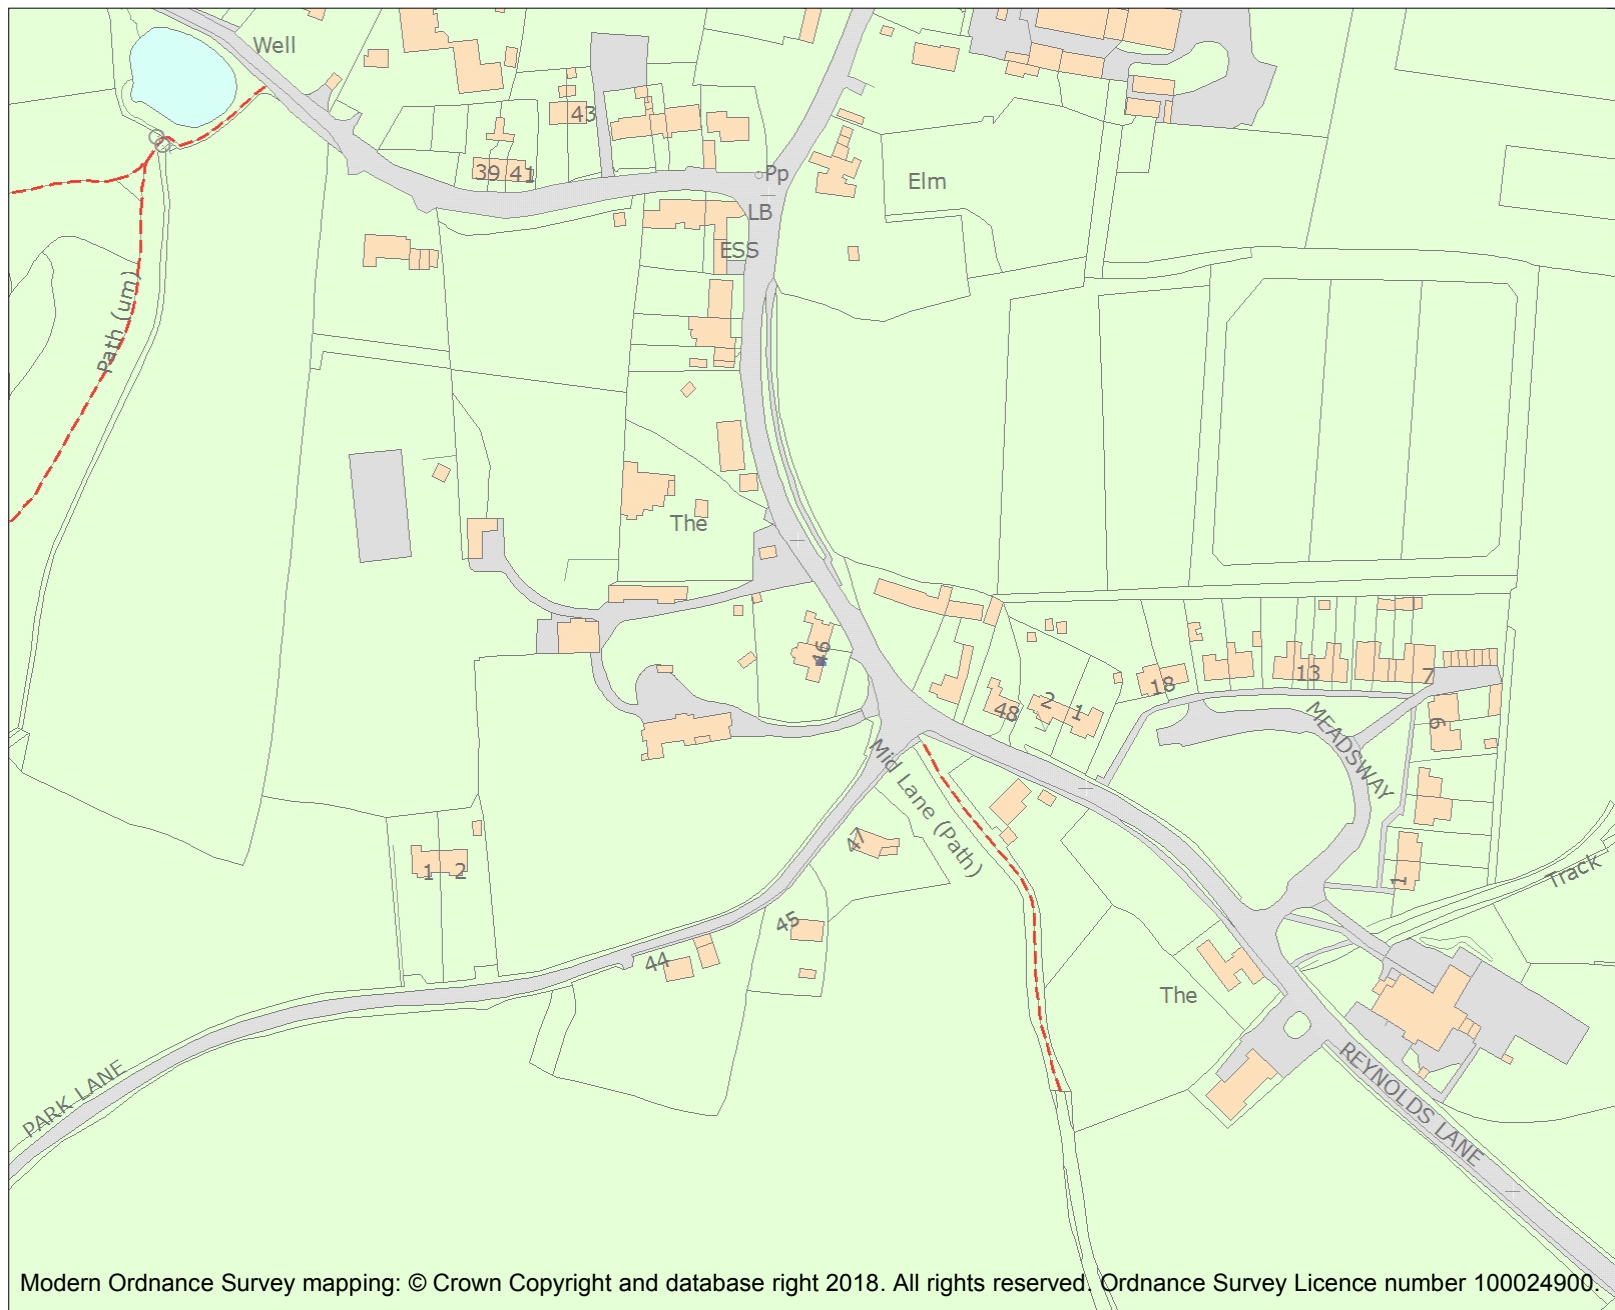 Well
43
39
41
Pp
Elm
LB
ESS
Path (um)
The
46
48
2
1
18
13
7
6
MEADSWAY
Mid Lane (Path)
47
1
2
1
Track
45
44
The
PARK LANE
REYNOLDS LANE
Modern Ordnance Survey mapping: © Crown Copyright and database right 2018. All rights reserved. Ordnance Survey Licence number 100024900.